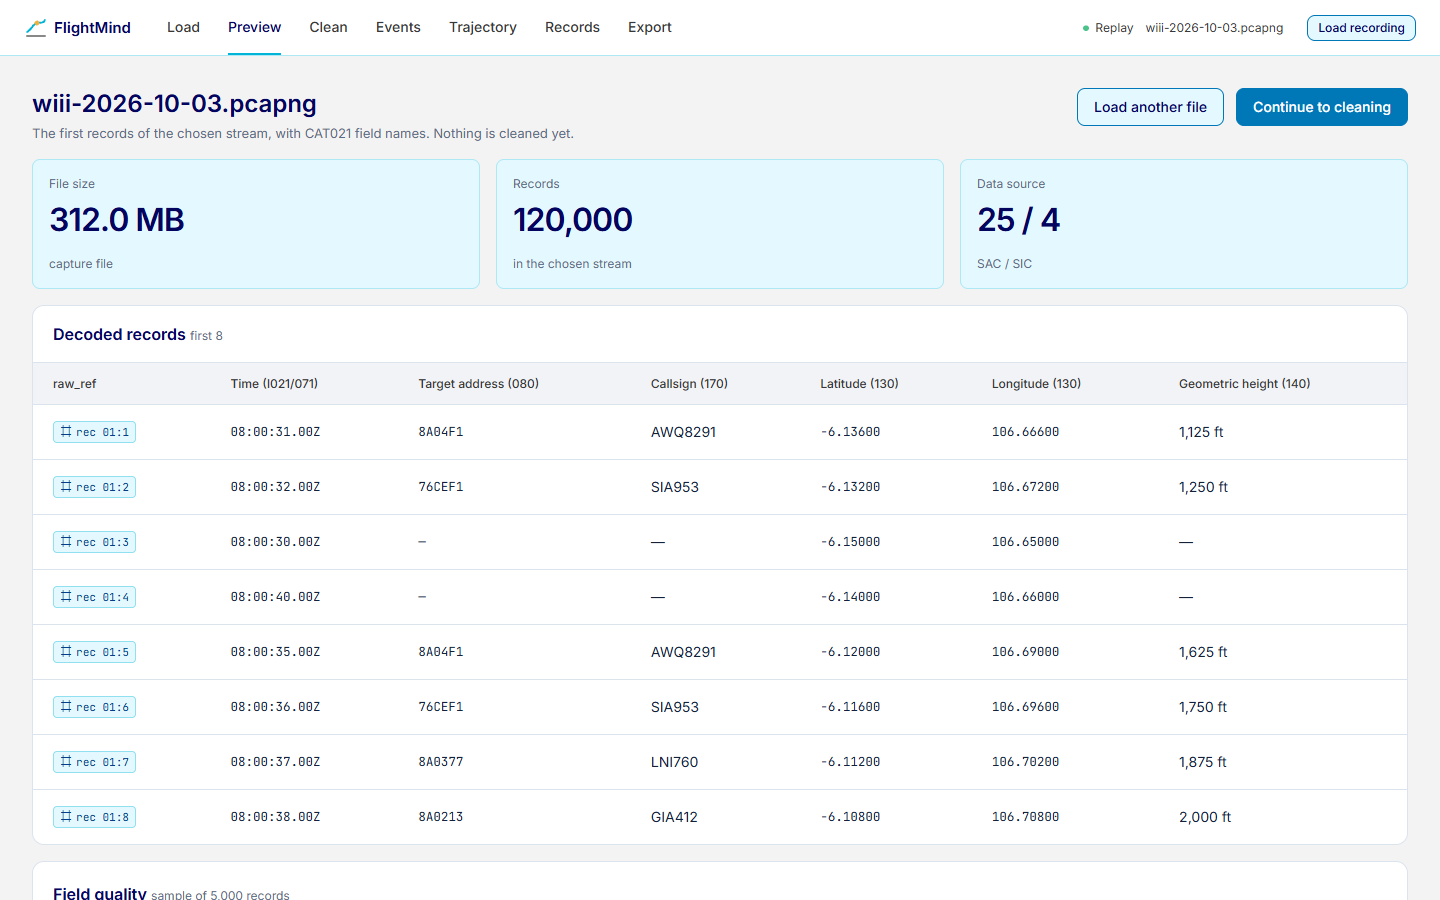 FlightMind Load Preview Clean Events Trajectory Records Export Replay wiii-2026-10-03.pcapng Load recording
wiii-2026-10-03.pcapng
The first records of the chosen stream, with CAT021 field names. Nothing is cleaned yet.
Load another file Continue to cleaning
File size
312.0 MB
capture file
Records
120,000
in the chosen stream
Data source
25 / 4
SAC / SIC
Decoded records first 8
raw_ref Time (I021/071) Target address (080) Callsign (170) Latitude (130) Longitude (130) Geometric height (140)
rec 01:1 08:00:31.00Z 8A04F1 AWQ8291 -6.13600 106.66600 1,125 ft
rec 01:2 08:00:32.00Z 76CEF1 SIA953 -6.13200 106.67200 1,250 ft
rec 01:3 08:00:30.00Z — — -6.15000 106.65000 —
rec 01:4 08:00:40.00Z — — -6.14000 106.66000 —
rec 01:5 08:00:35.00Z 8A04F1 AWQ8291 -6.12000 106.69000 1,625 ft
rec 01:6 08:00:36.00Z 76CEF1 SIA953 -6.11600 106.69600 1,750 ft
rec 01:7 08:00:37.00Z 8A0377 LNI760 -6.11200 106.70200 1,875 ft
rec 01:8 08:00:38.00Z 8A0213 GIA412 -6.10800 106.70800 2,000 ft
Field quality sample of 5,000 records